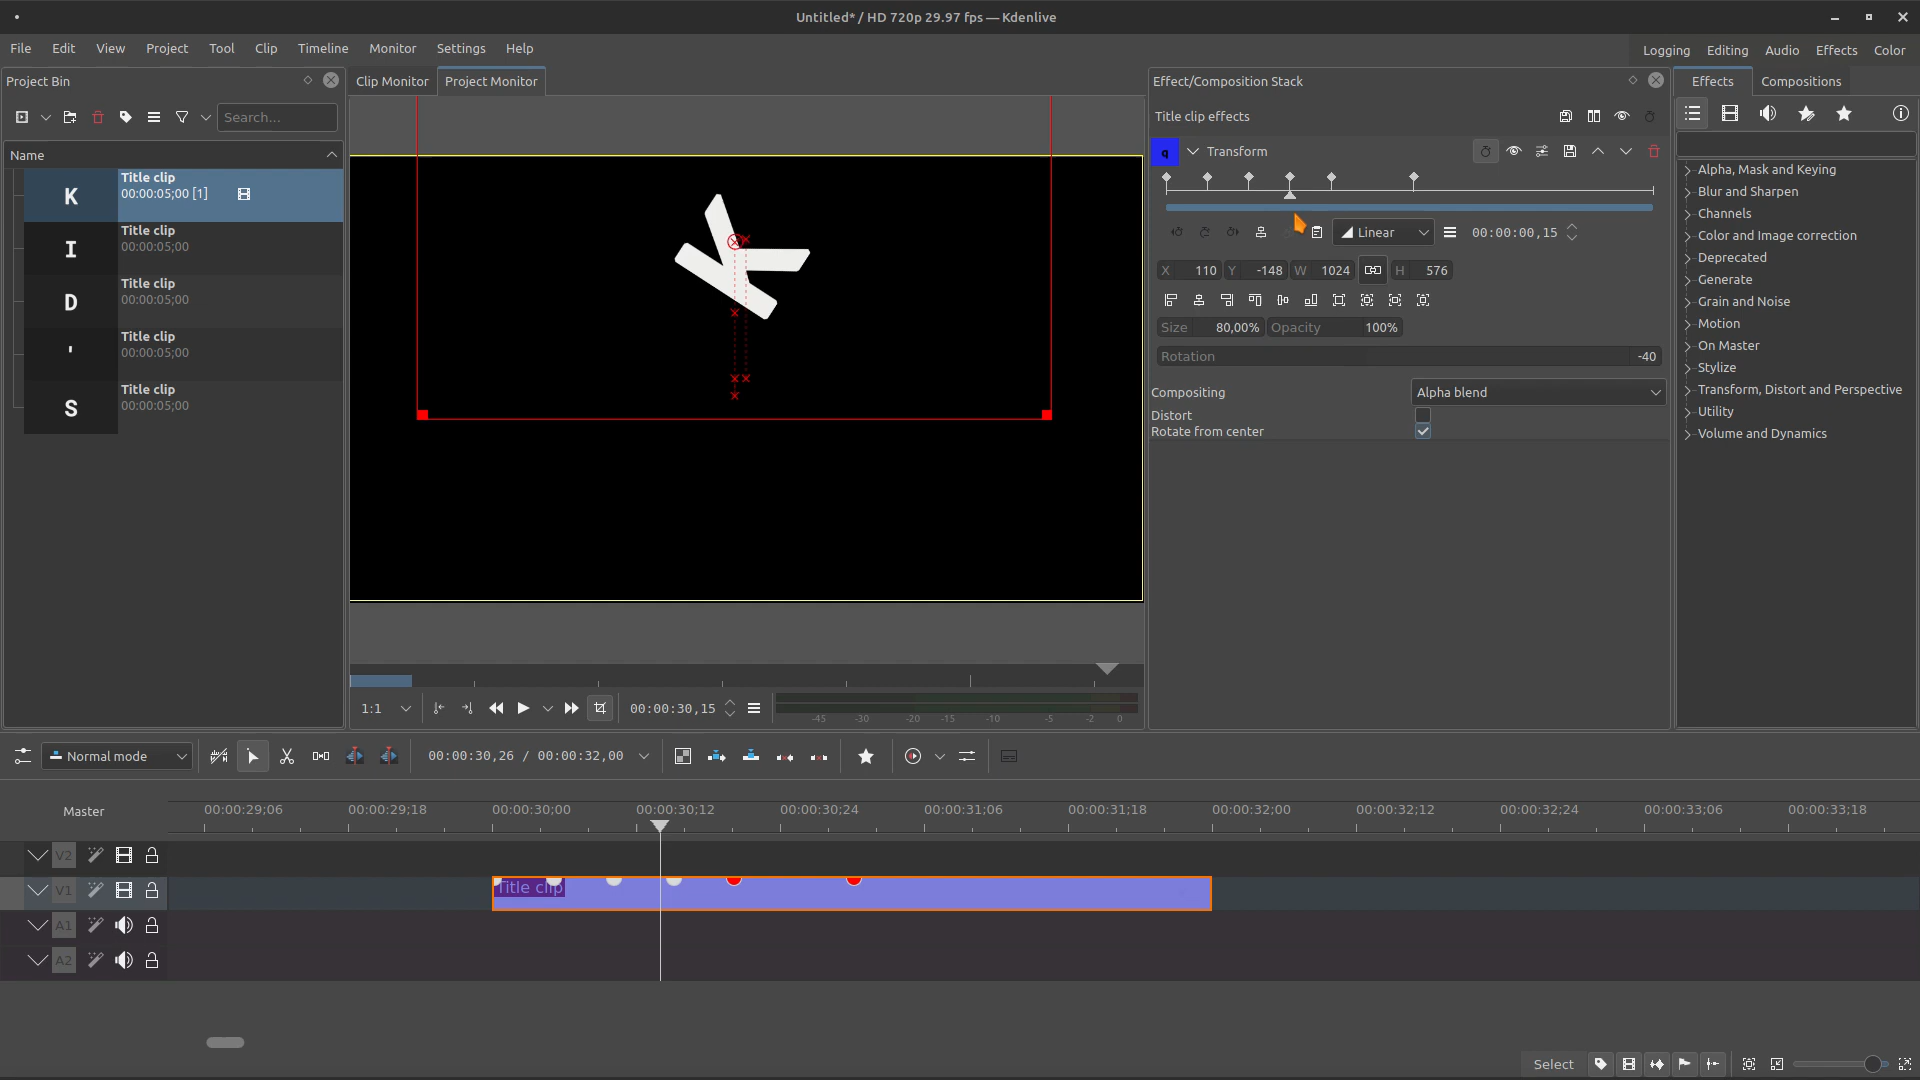 Untitled* / HD 720p 29.97 fps — Kdenlive
File Edit View Project Tool Clip Timeline Monitor Settings Help
Logging Editing Audio Effects Color
Project Bin
Search...
Name
K
Title clip
00:00:05;00 [1]
I
Title clip
00:00:05;00
D
Title clip
00:00:05;00
'
Title clip
00:00:05;00
S
Title clip
00:00:05;00
Clip Monitor Project Monitor
K
1:1
00:00:30,15
-45 -30 -20 -15 -10 -5 -2 0
Effect/Composition Stack
Title clip effects
q Transform
Linear 00:00:00,15
X 110 Y -148 W 1024 H 576
Size 80,00% Opacity 100%
Rotation -40
Compositing Alpha blend
Distort
Rotate from center
Effects Compositions
Alpha, Mask and Keying
Blur and Sharpen
Channels
Color and Image correction
Deprecated
Generate
Grain and Noise
Motion
On Master
Stylize
Transform, Distort and Perspective
Utility
Volume and Dynamics
Normal mode
00:00:30,26 / 00:00:32,00
Master
00:00:29;06 00:00:29;18 00:00:30;00 00:00:30;12 00:00:30;24 00:00:31;06 00:00:31;18 00:00:32;00 00:00:32;12 00:00:32;24 00:00:33;06 00:00:33;18
V2
V1
Title clip
A1
A2
Select